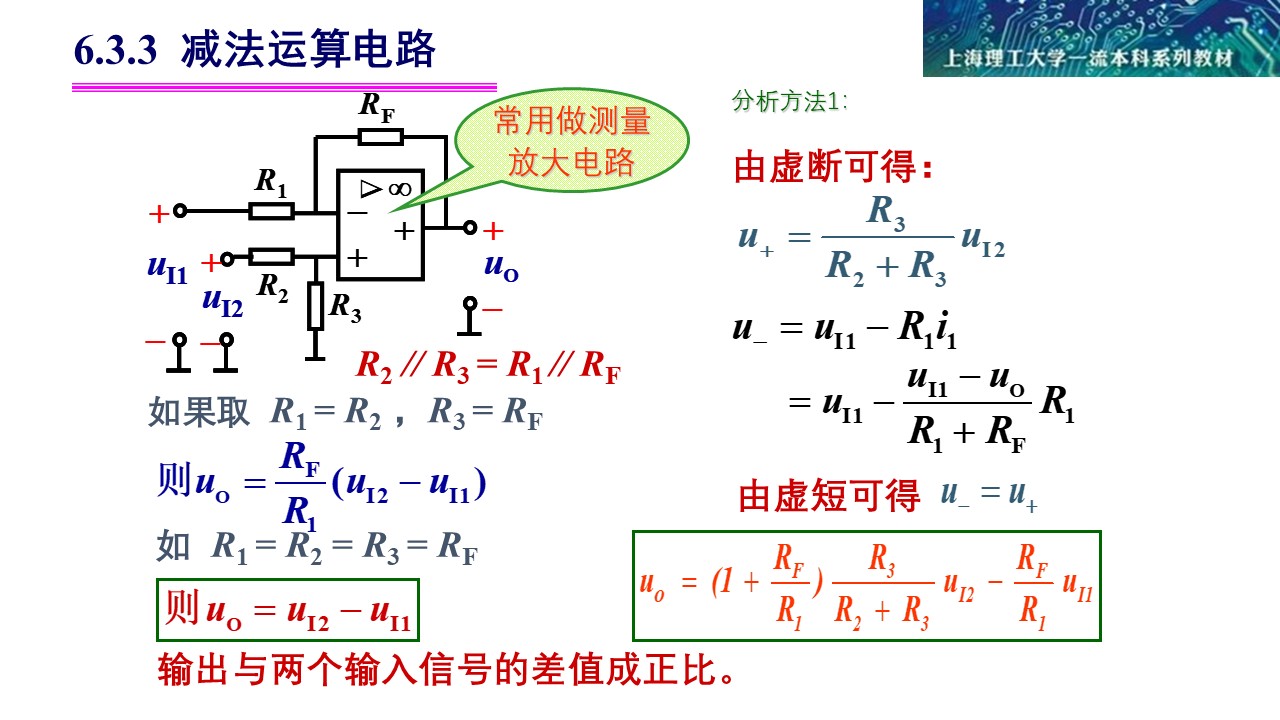 6.3.3 减法运算电路
上海理工大学一流本科系列教材
R_F
常用做测量
放大电路
R_1
▷∞
+
−
+
+
u_I1
+
+
u_O
u_I2
R_2
R_3
−
−
−
R_2 // R_3 = R_1 // R_F
如果取 R_1 = R_2 ，R_3 = R_F
则 u_O = R_F/R_1 (u_I2 − u_I1)
如 R_1 = R_2 = R_3 = R_F
则 u_O = u_I2 − u_I1
输出与两个输入信号的差值成正比。
分析方法1：
由虚断可得：
u_+ = R_3/(R_2 + R_3) u_I2
u_− = u_I1 − R_1 i_1
= u_I1 − (u_I1 − u_O)/(R_1 + R_F) R_1
由虚短可得 u_− = u_+
u_O = (1 + R_F/R_1) R_3/(R_2 + R_3) u_I2 − R_F/R_1 u_I1